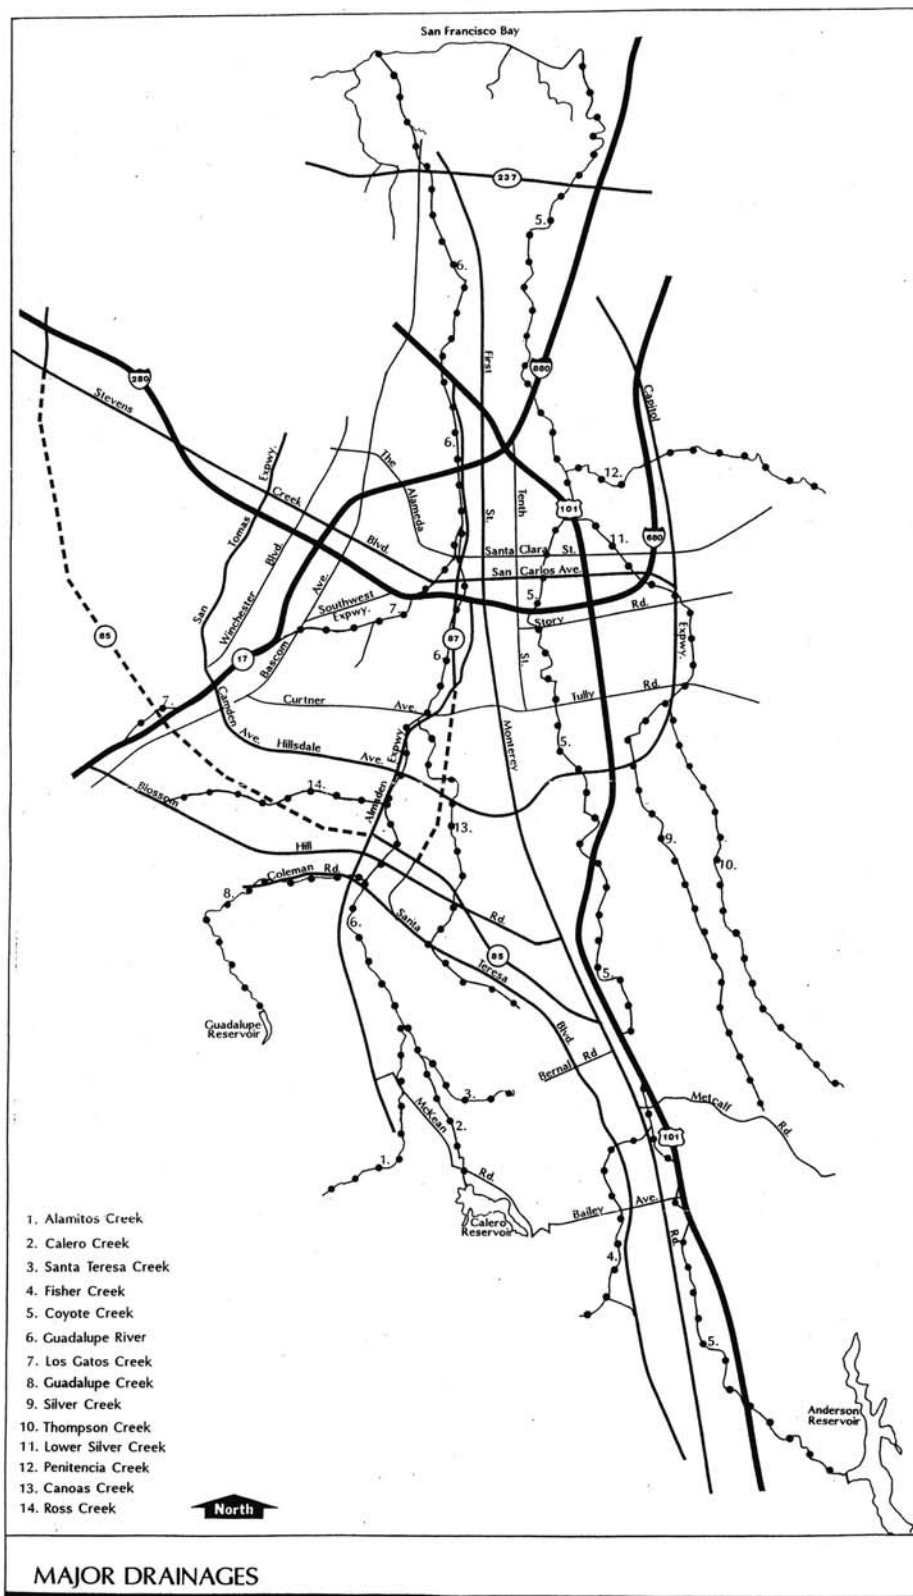 San Francisco Bay
237
5.
6.
280
880
First
Capitol
Stevens
Creek
Blvd.
San
Tomas
Expwy.
Winchester
Blvd.
Bascom
Ave.
The
Alameda
6.
St.
Tenth
St.
12.
101
11.
680
Santa Clara St.
San Carlos Ave.
5.
Story
Rd.
Southwest
Expwy.
7.
85
17
87
6.
Expwy.
Curtner
Ave.
Tully
Rd.
7.
Camden
Ave.
Hillsdale
Ave.
Almaden
Expwy
Monterey
5.
Blossom
Hill
Rd.
14.
13.
9.
10.
8.
Coleman
Rd.
6.
Santa
Teresa
Blvd.
85
5.
Guadalupe
Reservoir
Bernal
Rd
3.
McKean
Rd.
2.
1.
Metcalf
Rd.
101
Calero
Reservoir
Bailey
Ave.
Rd.
4.
5.
Anderson
Reservoir
1. Alamitos Creek
2. Calero Creek
3. Santa Teresa Creek
4. Fisher Creek
5. Coyote Creek
6. Guadalupe River
7. Los Gatos Creek
8. Guadalupe Creek
9. Silver Creek
10. Thompson Creek
11. Lower Silver Creek
12. Penitencia Creek
13. Canoas Creek
14. Ross Creek
North
MAJOR DRAINAGES